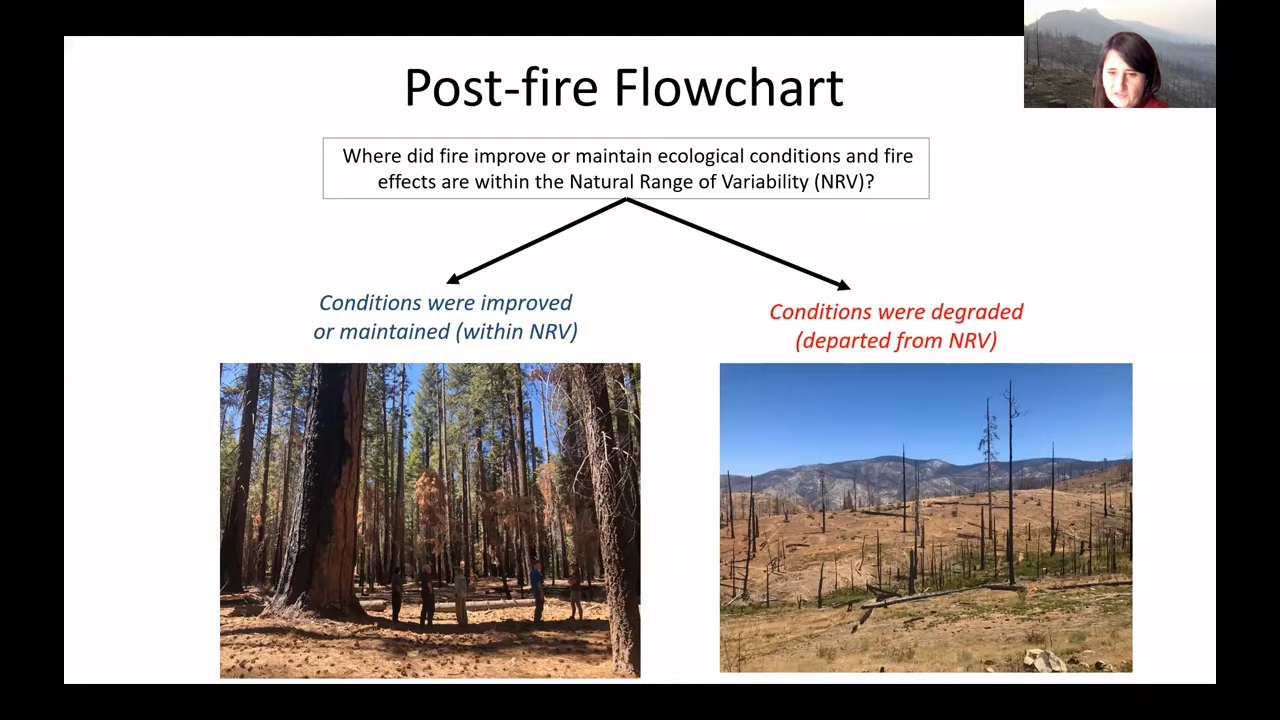 Post-fire Flowchart
Where did fire improve or maintain ecological conditions and fire
effects are within the Natural Range of Variability (NRV)?
Conditions were improved
or maintained (within NRV)
Conditions were degraded
(departed from NRV)